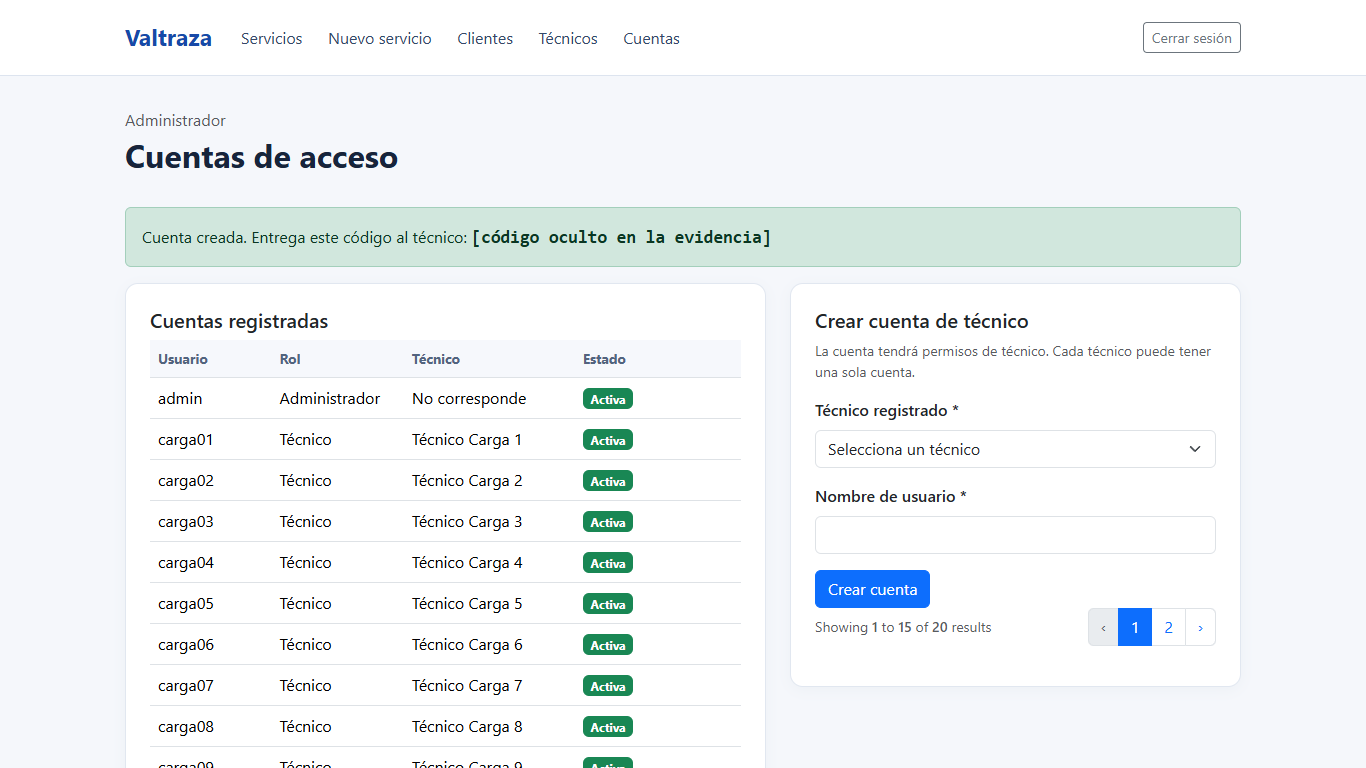 Valtraza Servicios Nuevo servicio Clientes Técnicos Cuentas Cerrar sesión
Administrador
Cuentas de acceso
Cuenta creada. Entrega este código al técnico: [código oculto en la evidencia]
Cuentas registradas
Usuario Rol Técnico Estado
admin Administrador No corresponde Activa
carga01 Técnico Técnico Carga 1 Activa
carga02 Técnico Técnico Carga 2 Activa
carga03 Técnico Técnico Carga 3 Activa
carga04 Técnico Técnico Carga 4 Activa
carga05 Técnico Técnico Carga 5 Activa
carga06 Técnico Técnico Carga 6 Activa
carga07 Técnico Técnico Carga 7 Activa
carga08 Técnico Técnico Carga 8 Activa
carga09 Técnico Técnico Carga 9 Activa
Crear cuenta de técnico
La cuenta tendrá permisos de técnico. Cada técnico puede tener
una sola cuenta.
Técnico registrado *
Selecciona un técnico
Nombre de usuario *
Crear cuenta
Showing 1 to 15 of 20 results ‹ 1 2 ›